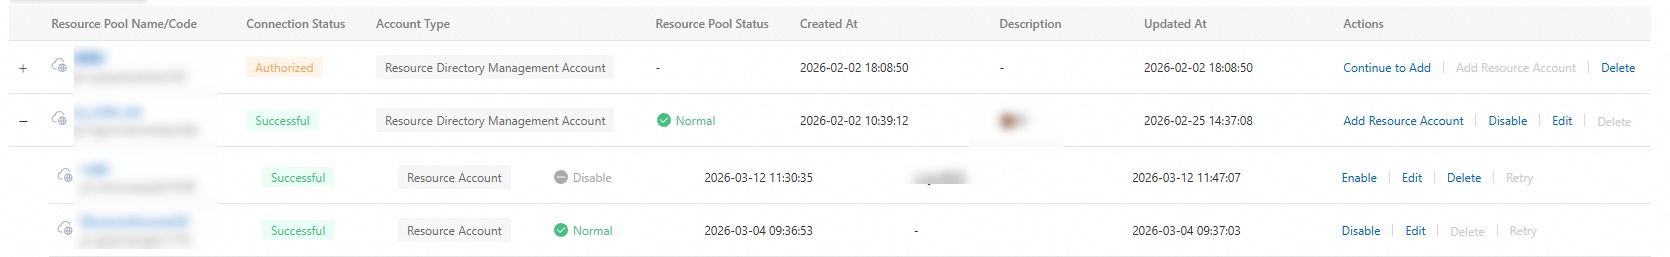 Resource Pool Name/Code Connection Status Account Type Resource Pool Status Created At Description Updated At Actions
+ Authorized Resource Directory Management Account - 2026-02-02 18:08:50 - 2026-02-02 18:08:50 Continue to Add Add Resource Account Delete
− Successful Resource Directory Management Account Normal 2026-02-02 10:39:12 2026-02-25 14:37:08 Add Resource Account Disable Edit Delete
Successful Resource Account Disable 2026-03-12 11:30:35 2026-03-12 11:47:07 Enable Edit Delete Retry
Successful Resource Account Normal 2026-03-04 09:36:53 - 2026-03-04 09:37:03 Disable Edit Delete Retry